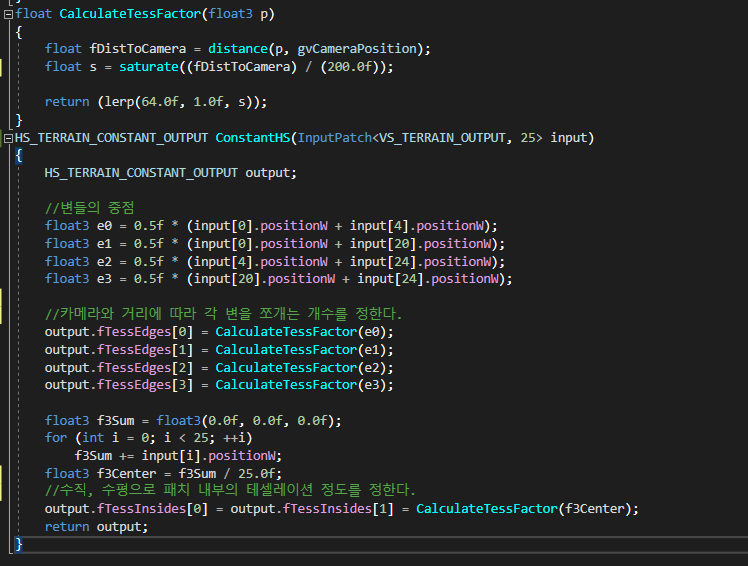 float CalculateTessFactor(float3 p)
{
    float fDistToCamera = distance(p, gvCameraPosition);
    float s = saturate((fDistToCamera) / (200.0f));

    return (lerp(64.0f, 1.0f, s));
}
HS_TERRAIN_CONSTANT_OUTPUT ConstantHS(InputPatch<VS_TERRAIN_OUTPUT, 25> input)
{
    HS_TERRAIN_CONSTANT_OUTPUT output;

    //변들의 중점
    float3 e0 = 0.5f * (input[0].positionW + input[4].positionW);
    float3 e1 = 0.5f * (input[0].positionW + input[20].positionW);
    float3 e2 = 0.5f * (input[4].positionW + input[24].positionW);
    float3 e3 = 0.5f * (input[20].positionW + input[24].positionW);

    //카메라와 거리에 따라 각 변을 쪼개는 개수를 정한다.
    output.fTessEdges[0] = CalculateTessFactor(e0);
    output.fTessEdges[1] = CalculateTessFactor(e1);
    output.fTessEdges[2] = CalculateTessFactor(e2);
    output.fTessEdges[3] = CalculateTessFactor(e3);

    float3 f3Sum = float3(0.0f, 0.0f, 0.0f);
    for (int i = 0; i < 25; ++i)
        f3Sum += input[i].positionW;
    float3 f3Center = f3Sum / 25.0f;
    //수직, 수평으로 패치 내부의 테셀레이션 정도를 정한다.
    output.fTessInsides[0] = output.fTessInsides[1] = CalculateTessFactor(f3Center);
    return output;
}